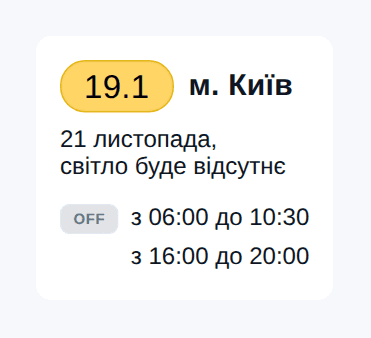 19.1 м. Київ
21 листопада,
світло буде відсутнє
OFF з 06:00 до 10:30
з 16:00 до 20:00